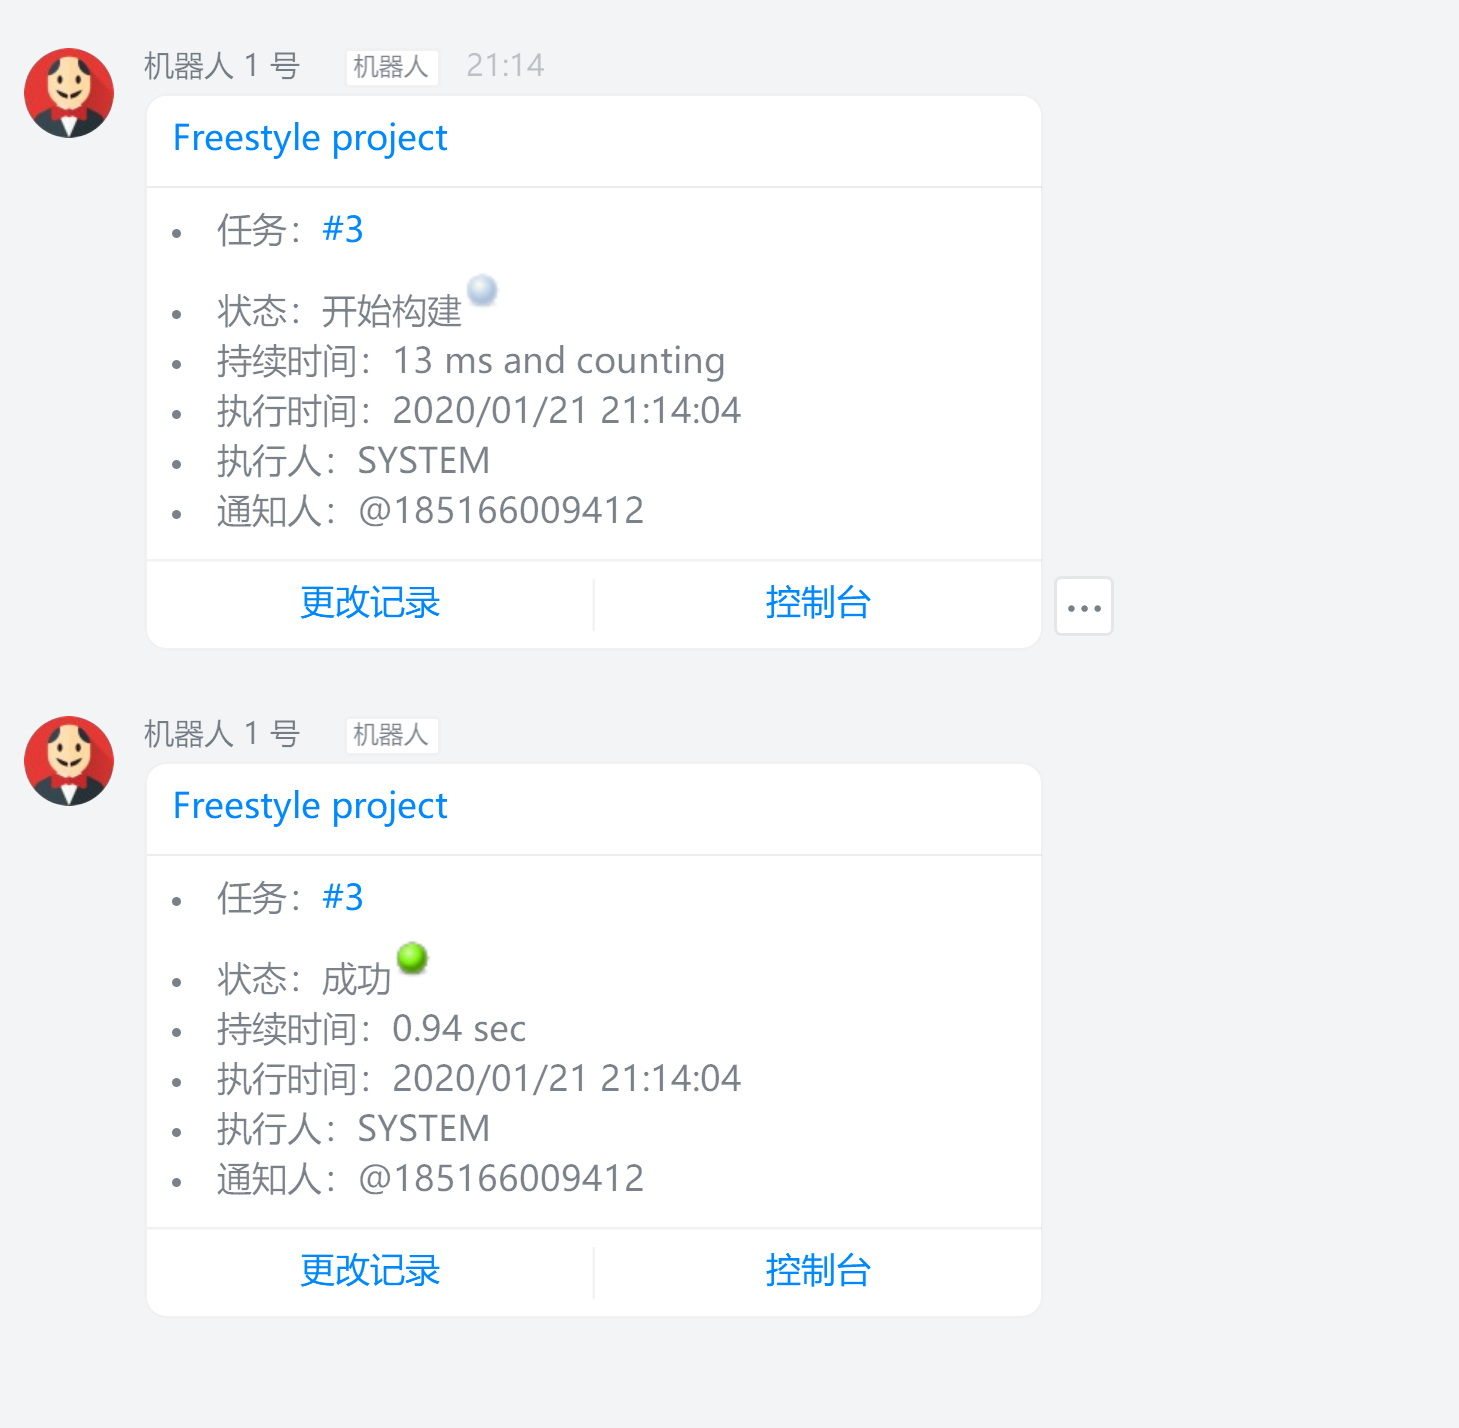 机器人 1 号 机器人 21:14
Freestyle project
• 任务：#3
• 状态：开始构建
• 持续时间：13 ms and counting
• 执行时间：2020/01/21 21:14:04
• 执行人：SYSTEM
• 通知人：@185166009412
更改记录 控制台
机器人 1 号 机器人
Freestyle project
• 任务：#3
• 状态：成功
• 持续时间：0.94 sec
• 执行时间：2020/01/21 21:14:04
• 执行人：SYSTEM
• 通知人：@185166009412
更改记录 控制台